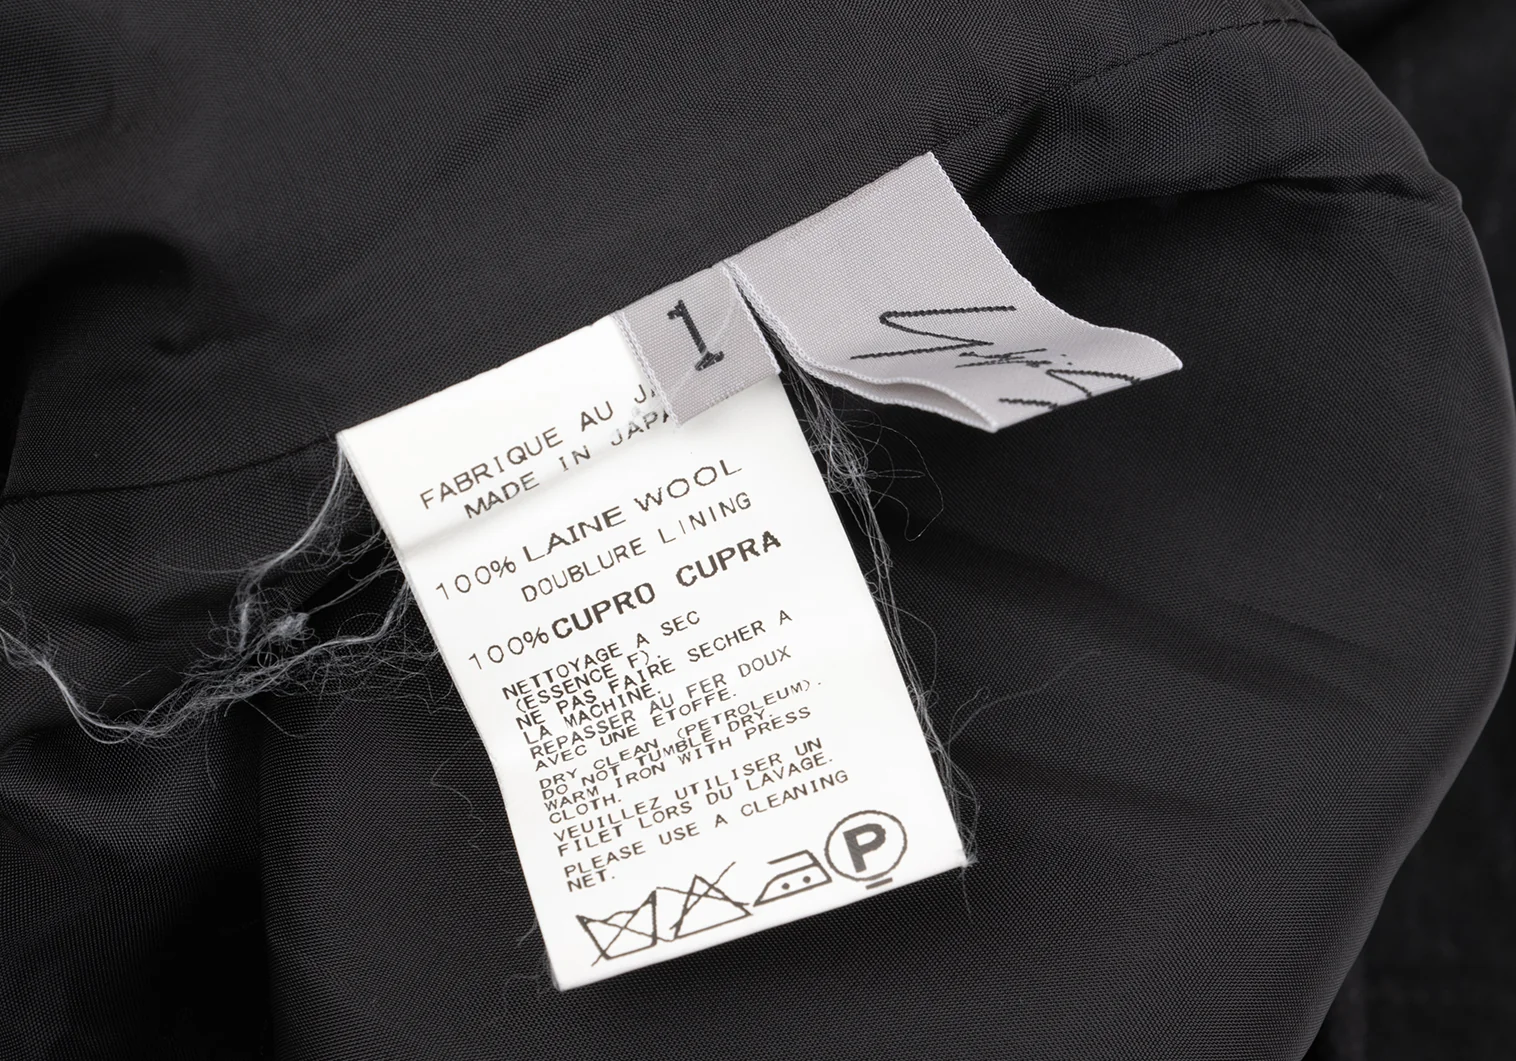 1
FABRIQUE AU
MADE IN
100% LAINE WOOL
DOUBLURE LINING
100% CUPRO CUPRA
NETTOYAGE A SEC
(ESSENCE F).
NE PAS FAIRE SECHER A
LA MACHINE.
REPASSER AU FER DOUX
AVEC UNE ETOFFE.
DRY CLEAN (PETROLEUM).
DO NOT TUMBLE DRY.
WARM IRON WITH PRESS
CLOTH.
VEUILLEZ UTILISER UN
FILET LORS DU LAVAGE.
PLEASE USE A CLEANING
NET.
P